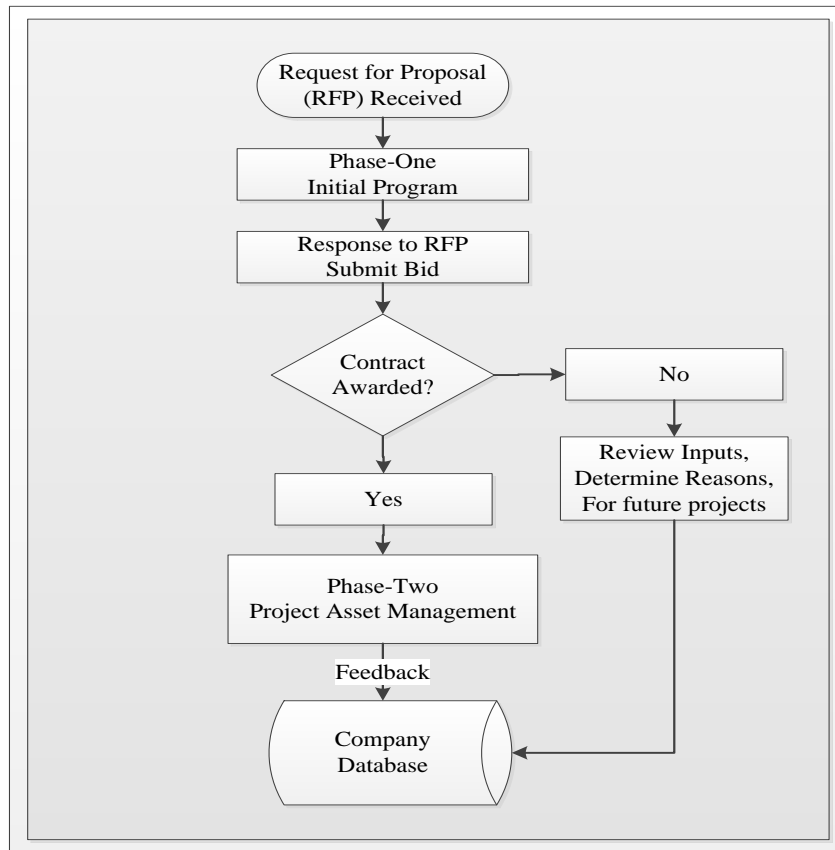 Request for Proposal
(RFP) Received
Phase-One
Initial Program
Response to RFP
Submit Bid
Contract
Awarded?
No
Review Inputs,
Determine Reasons,
For future projects
Yes
Phase-Two
Project Asset Management
Feedback
Company
Database